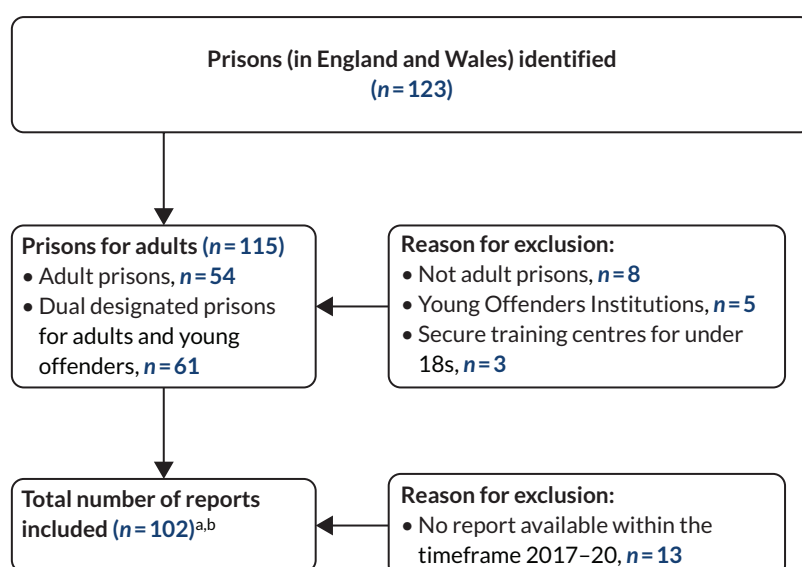 Prisons (in England and Wales) identified
(n = 123)
Prisons for adults (n = 115)
• Adult prisons, n = 54
• Dual designated prisons
for adults and young
offenders, n = 61
Reason for exclusion:
• Not adult prisons, n = 8
• Young Offenders Institutions, n = 5
• Secure training centres for under
18s, n = 3
Total number of reports
included (n = 102)a,b
Reason for exclusion:
• No report available within the
timeframe 2017–20, n = 13